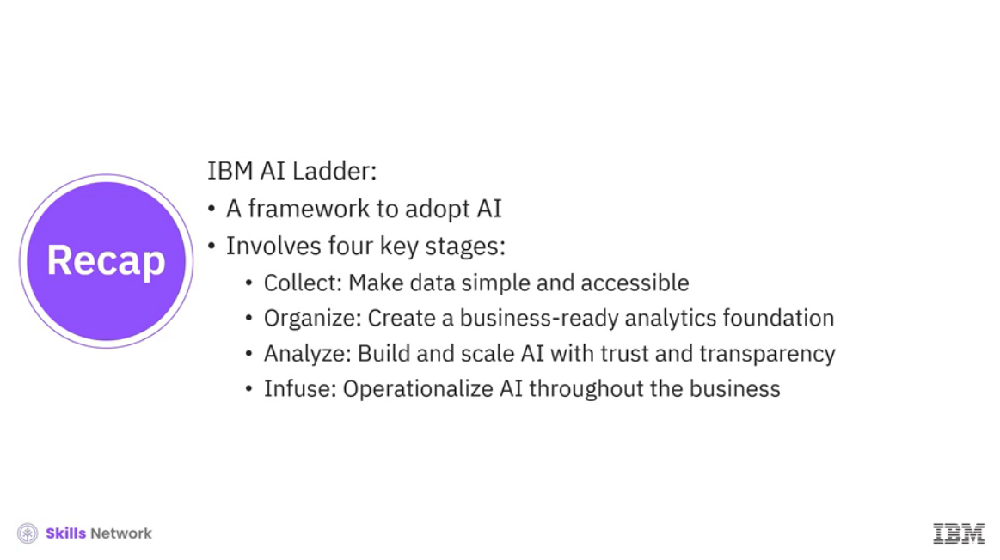 Recap
IBM AI Ladder:
• A framework to adopt AI
• Involves four key stages:
• Collect: Make data simple and accessible
• Organize: Create a business-ready analytics foundation
• Analyze: Build and scale AI with trust and transparency
• Infuse: Operationalize AI throughout the business
Skills Network
IBM